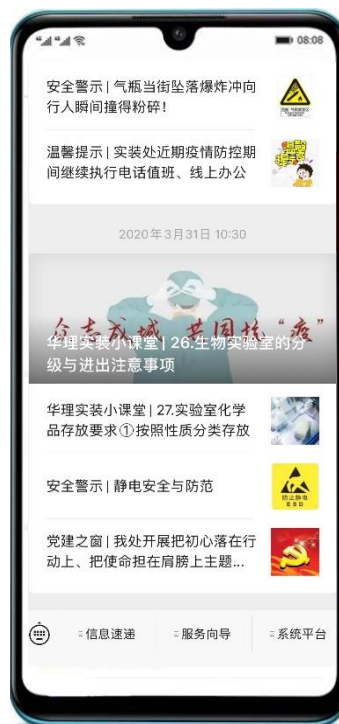 08:08
安全警示 | 气瓶当街坠落爆炸冲向
行人瞬间撞得粉碎！
温馨提示 | 实装处近期疫情防控期
间继续执行电话值班、线上办公
2020年3月31日 10:30
众志成城 共同抗“疫”
华理实装小课堂 | 26.生物实验室的分
级与进出注意事项
华理实装小课堂 | 27.实验室化学
品存放要求①按照性质分类存放
安全警示 | 静电安全与防范
防止静电
ESD
党建之窗 | 我处开展把初心落在行
动上、把使命担在肩膀上主题...
信息速递
服务向导
系统平台